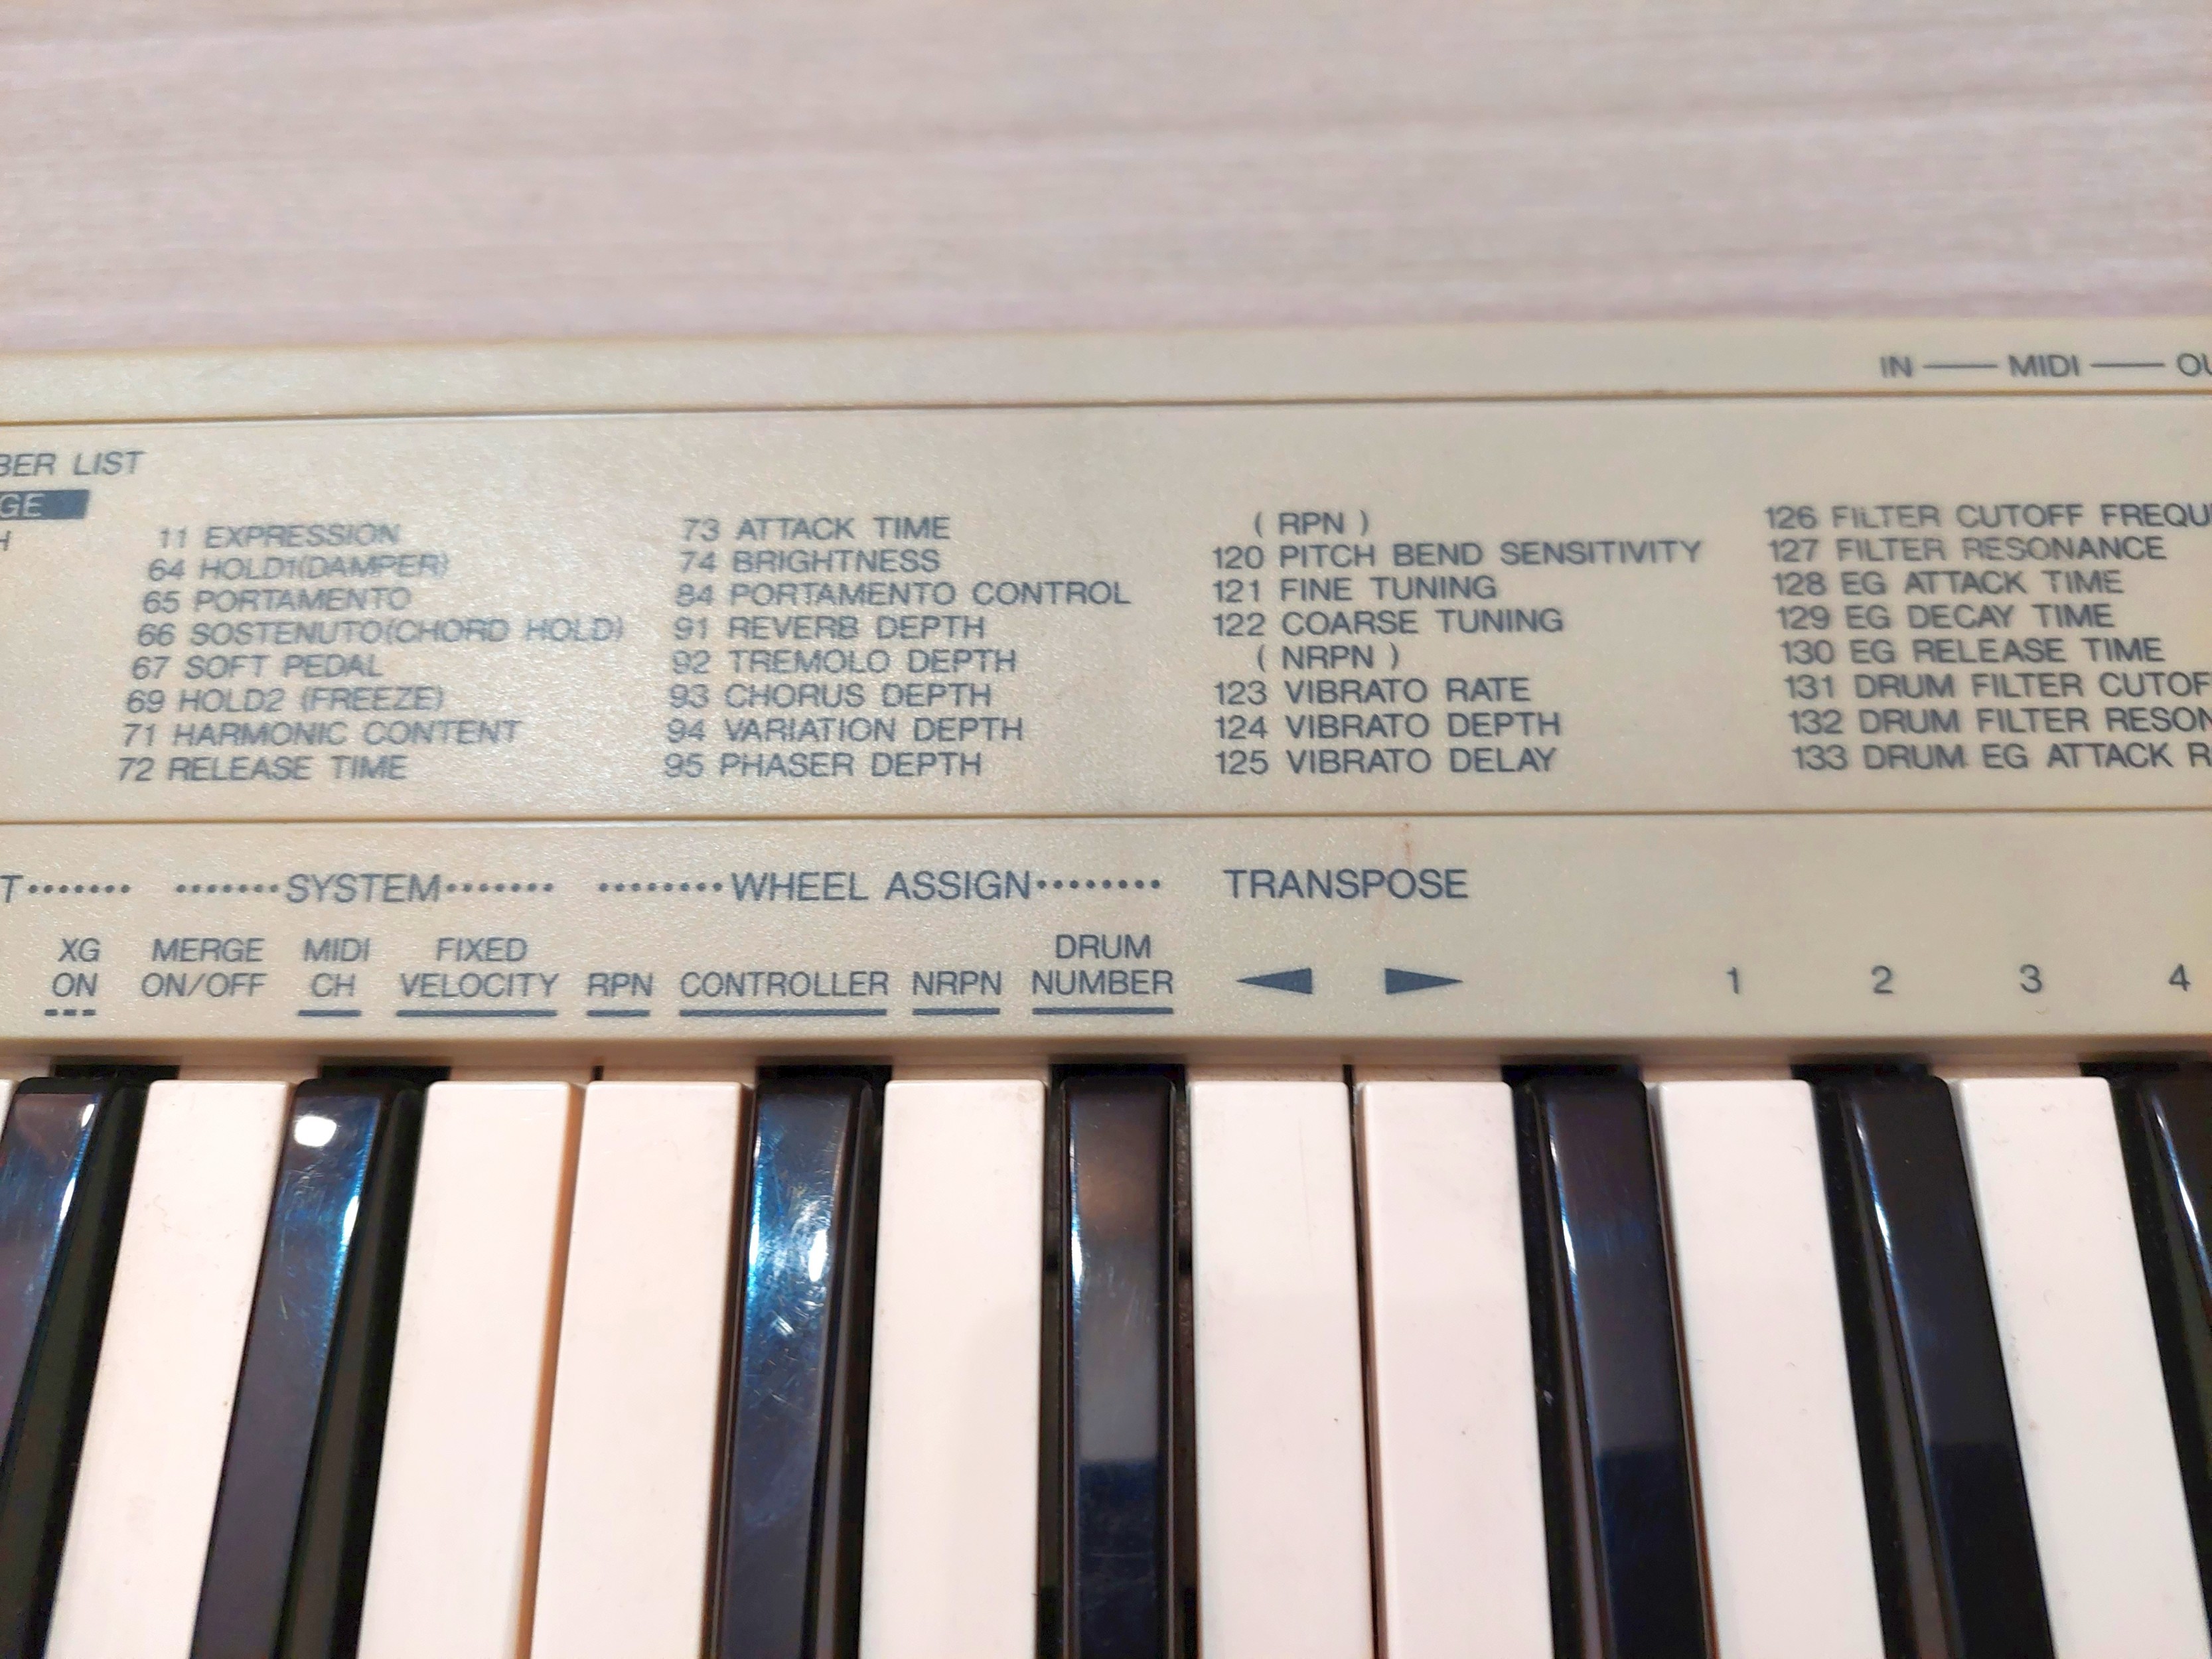 IN — MIDI —
LIST
11 EXPRESSION
64 HOLD1(DAMPER)
65 PORTAMENTO
66 SOSTENUTO(CHORD HOLD)
67 SOFT PEDAL
69 HOLD2 (FREEZE)
71 HARMONIC CONTENT
72 RELEASE TIME
73 ATTACK TIME
74 BRIGHTNESS
84 PORTAMENTO CONTROL
91 REVERB DEPTH
92 TREMOLO DEPTH
93 CHORUS DEPTH
94 VARIATION DEPTH
95 PHASER DEPTH
( RPN )
120 PITCH BEND SENSITIVITY
121 FINE TUNING
122 COARSE TUNING
( NRPN )
123 VIBRATO RATE
124 VIBRATO DEPTH
125 VIBRATO DELAY
126 FILTER CUTOFF
127 FILTER RESONANCE
128 EG ATTACK TIME
129 EG DECAY TIME
130 EG RELEASE TIME
131 DRUM FILTER
132 DRUM FILTER
133 DRUM EG ATTACK
SYSTEM
WHEEL ASSIGN
TRANSPOSE
XG
ON
MERGE
ON/OFF
MIDI
CH
FIXED
VELOCITY
RPN
CONTROLLER
NRPN
DRUM
NUMBER
1 2 3 4